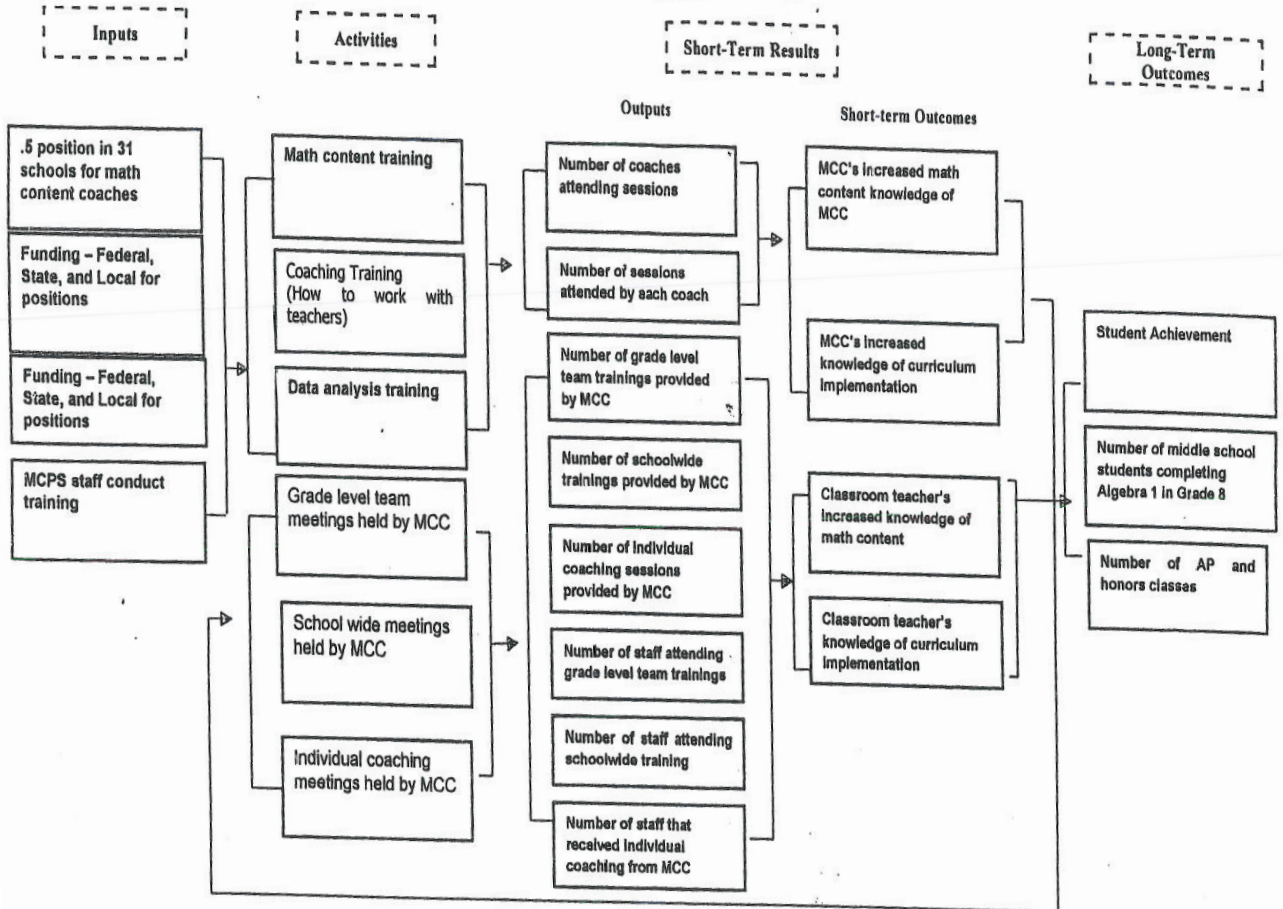 Inputs
Activities
Short-Term Results
Long-Term
Outcomes
Outputs
Short-term Outcomes
.5 position in 31
schools for math
content coaches
Funding – Federal,
State, and Local for
positions
Funding – Federal,
State, and Local for
positions
MCPS staff conduct
training
Math content training
Coaching Training
(How to work with
teachers)
Data analysis training
Grade level team
meetings held by MCC
School wide meetings
held by MCC
Individual coaching
meetings held by MCC
Number of coaches
attending sessions
Number of sessions
attended by each coach
Number of grade level
team trainings provided
by MCC
Number of schoolwide
trainings provided by MCC
Number of individual
coaching sessions
provided by MCC
Number of staff attending
grade level team trainings
Number of staff attending
schoolwide training
Number of staff that
received individual
coaching from MCC
MCC's increased math
content knowledge of
MCC
MCC's increased
knowledge of curriculum
implementation
Classroom teacher's
increased knowledge of
math content
Classroom teacher's
knowledge of curriculum
implementation
Student Achievement
Number of middle school
students completing
Algebra 1 in Grade 8
Number of AP and
honors classes